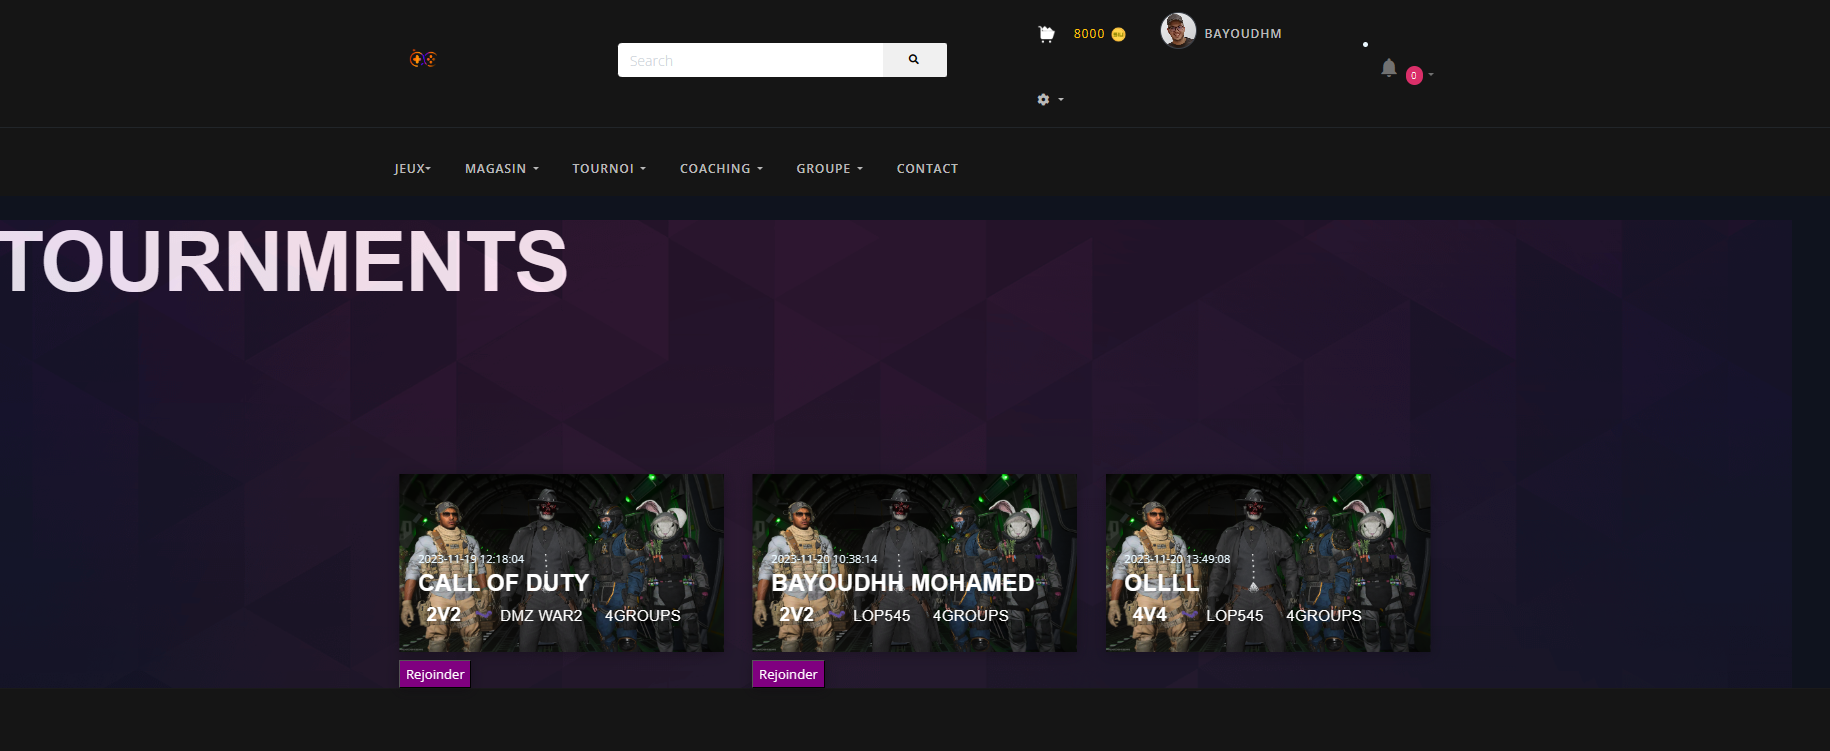 Search
8000
BAYOUDHM
0
JEUX
MAGASIN
TOURNOI
COACHING
GROUPE
CONTACT
TOURNMENTS
2023-11-19 12:18:04
CALL OF DUTY
2V2 DMZ WAR2 4GROUPS
Rejoinder
2023-11-20 10:38:14
BAYOUDHH MOHAMED
2V2 LOP545 4GROUPS
Rejoinder
2023-11-20 13:49:08
OLLLL
4V4 LOP545 4GROUPS